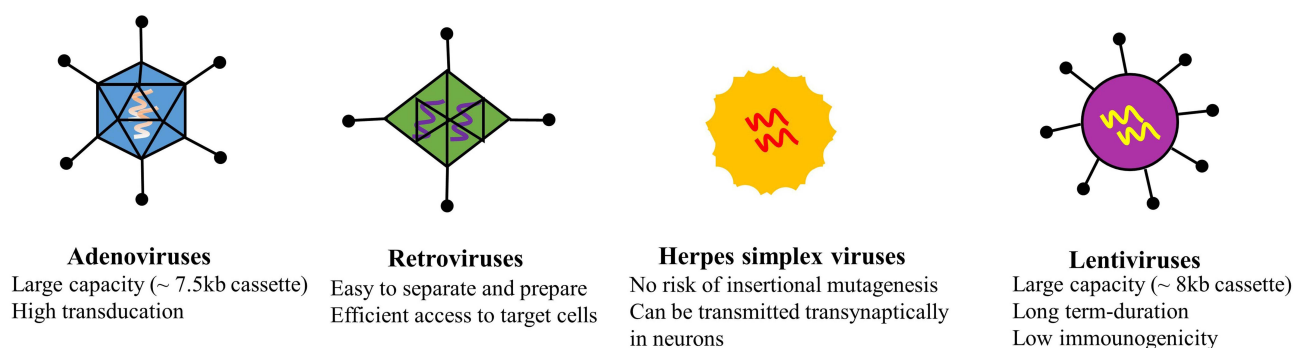 Adenoviruses
Large capacity (~ 7.5kb cassette)
High transducation
Retroviruses
Easy to separate and prepare
Efficient access to target cells
Herpes simplex viruses
No risk of insertional mutagenesis
Can be transmitted transynaptically
in neurons
Lentiviruses
Large capacity (~ 8kb cassette)
Long term-duration
Low immounogenicity